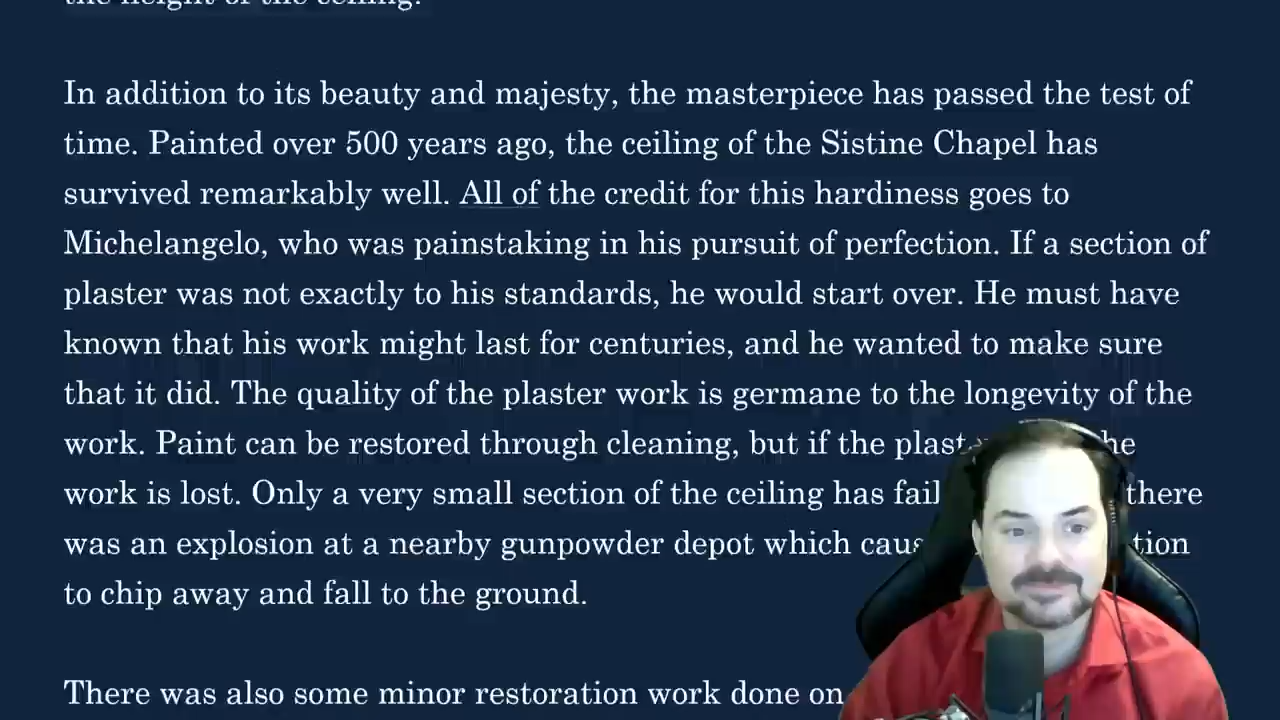 the height of the ceiling.
In addition to its beauty and majesty, the masterpiece has passed the test of
time. Painted over 500 years ago, the ceiling of the Sistine Chapel has
survived remarkably well. All of the credit for this hardiness goes to
Michelangelo, who was painstaking in his pursuit of perfection. If a section of
plaster was not exactly to his standards, he would start over. He must have
known that his work might last for centuries, and he wanted to make sure
that it did. The quality of the plaster work is germane to the longevity of the
work. Paint can be restored through cleaning, but if the
work is lost. Only a very small section of the ceiling has there
was an explosion at a nearby gunpowder depot which
to chip away and fall to the ground.
There was also some minor restoration work done on